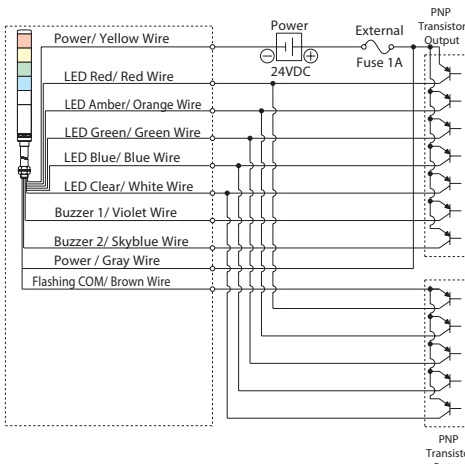 PNP
Transistor
Output
Power
External
Fuse 1A
24VDC
Power/ Yellow Wire
LED Red/ Red Wire
LED Amber/ Orange Wire
LED Green/ Green Wire
LED Blue/ Blue Wire
LED Clear/ White Wire
Buzzer 1/ Violet Wire
Buzzer 2/ Skyblue Wire
Power / Gray Wire
Flashing COM/ Brown Wire
PNP